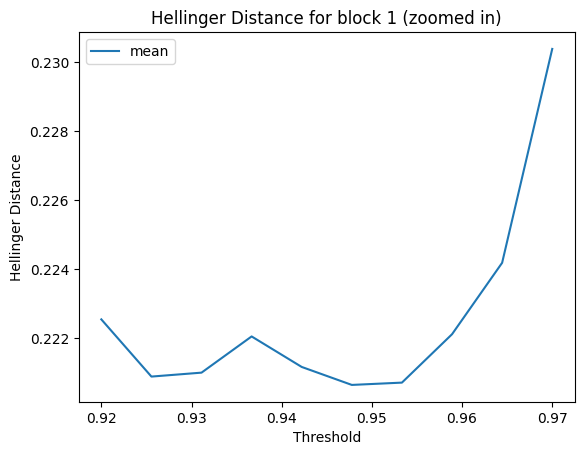 Hellinger Distance for block 1 (zoomed in)
mean
Hellinger Distance
0.230
0.228
0.226
0.224
0.222
0.92
0.93
0.94
0.95
0.96
0.97
Threshold